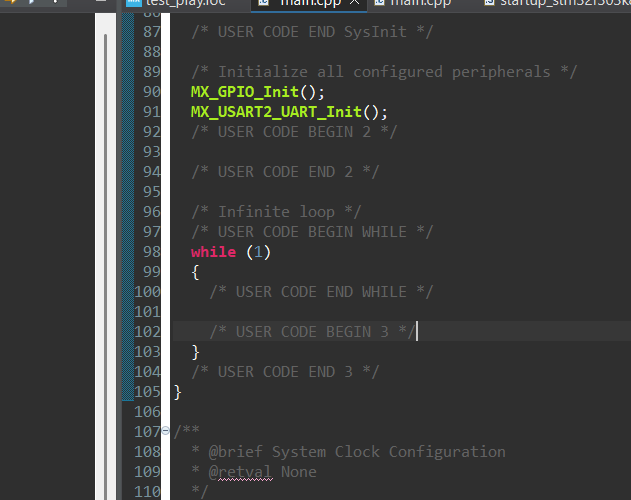 test_play.ioc main.cpp main.cpp startup_stm32f303k8
86
87 /* USER CODE END SysInit */
88
89 /* Initialize all configured peripherals */
90 MX_GPIO_Init();
91 MX_USART2_UART_Init();
92 /* USER CODE BEGIN 2 */
93
94 /* USER CODE END 2 */
95
96 /* Infinite loop */
97 /* USER CODE BEGIN WHILE */
98 while (1)
99 {
100 /* USER CODE END WHILE */
101
102 /* USER CODE BEGIN 3 */
103 }
104 /* USER CODE END 3 */
105 }
106
107 /**
108 * @brief System Clock Configuration
109 * @retval None
110 */